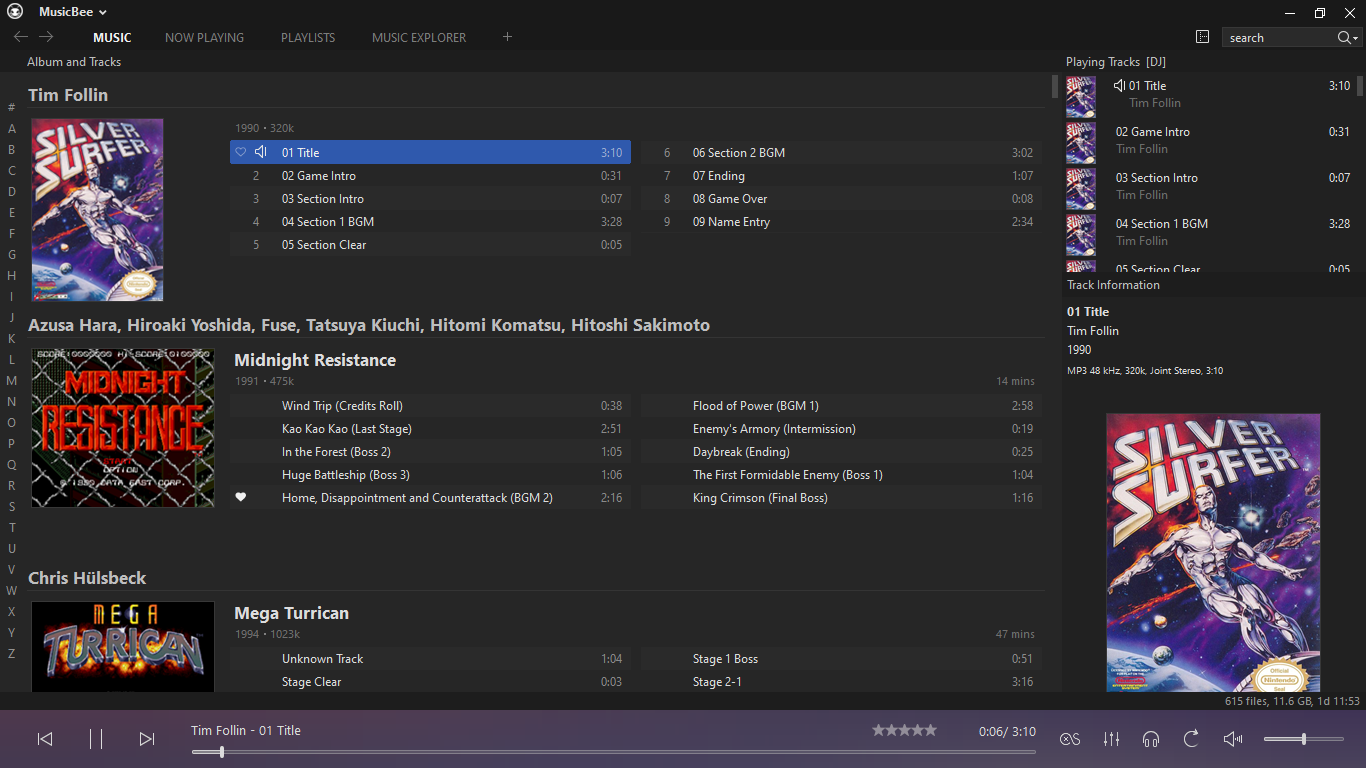 MusicBee
MUSIC NOW PLAYING PLAYLISTS MUSIC EXPLORER +
search
Album and Tracks
#
A
B
C
D
E
F
G
H
I
J
K
L
M
N
O
P
Q
R
S
T
U
V
W
X
Y
Z
Tim Follin
SILVER
SURFER
1990 • 320k
01 Title 3:10
2 02 Game Intro 0:31
3 03 Section Intro 0:07
4 04 Section 1 BGM 3:28
5 05 Section Clear 0:05
6 06 Section 2 BGM 3:02
7 07 Ending 1:07
8 08 Game Over 0:08
9 09 Name Entry 2:34
Azusa Hara, Hiroaki Yoshida, Fuse, Tatsuya Kiuchi, Hitomi Komatsu, Hitoshi Sakimoto
MIDNIGHT
RESISTANCE
OPTION
Midnight Resistance
1991 • 475k 14 mins
Wind Trip (Credits Roll) 0:38
Kao Kao Kao (Last Stage) 2:51
In the Forest (Boss 2) 1:05
Huge Battleship (Boss 3) 1:06
Home, Disappointment and Counterattack (BGM 2) 2:16
Flood of Power (BGM 1) 2:58
Enemy's Armory (Intermission) 0:19
Daybreak (Ending) 0:25
The First Formidable Enemy (Boss 1) 1:04
King Crimson (Final Boss) 1:16
Chris Hülsbeck
MEGA
TURRICAN
Mega Turrican
1994 • 1023k 47 mins
Unknown Track 1:04
Stage Clear 0:03
Stage 1 Boss 0:51
Stage 2-1 3:16
Playing Tracks [DJ]
01 Title 3:10
Tim Follin
02 Game Intro 0:31
Tim Follin
03 Section Intro 0:07
Tim Follin
04 Section 1 BGM 3:28
Tim Follin
05 Section Clear 0:05
Track Information
01 Title
Tim Follin
1990
MP3 48 kHz, 320k, Joint Stereo, 3:10
SILVER
SURFER
Official
Nintendo
Seal
615 files, 11.6 GB, 1d 11:53
Tim Follin - 01 Title
0:06/ 3:10